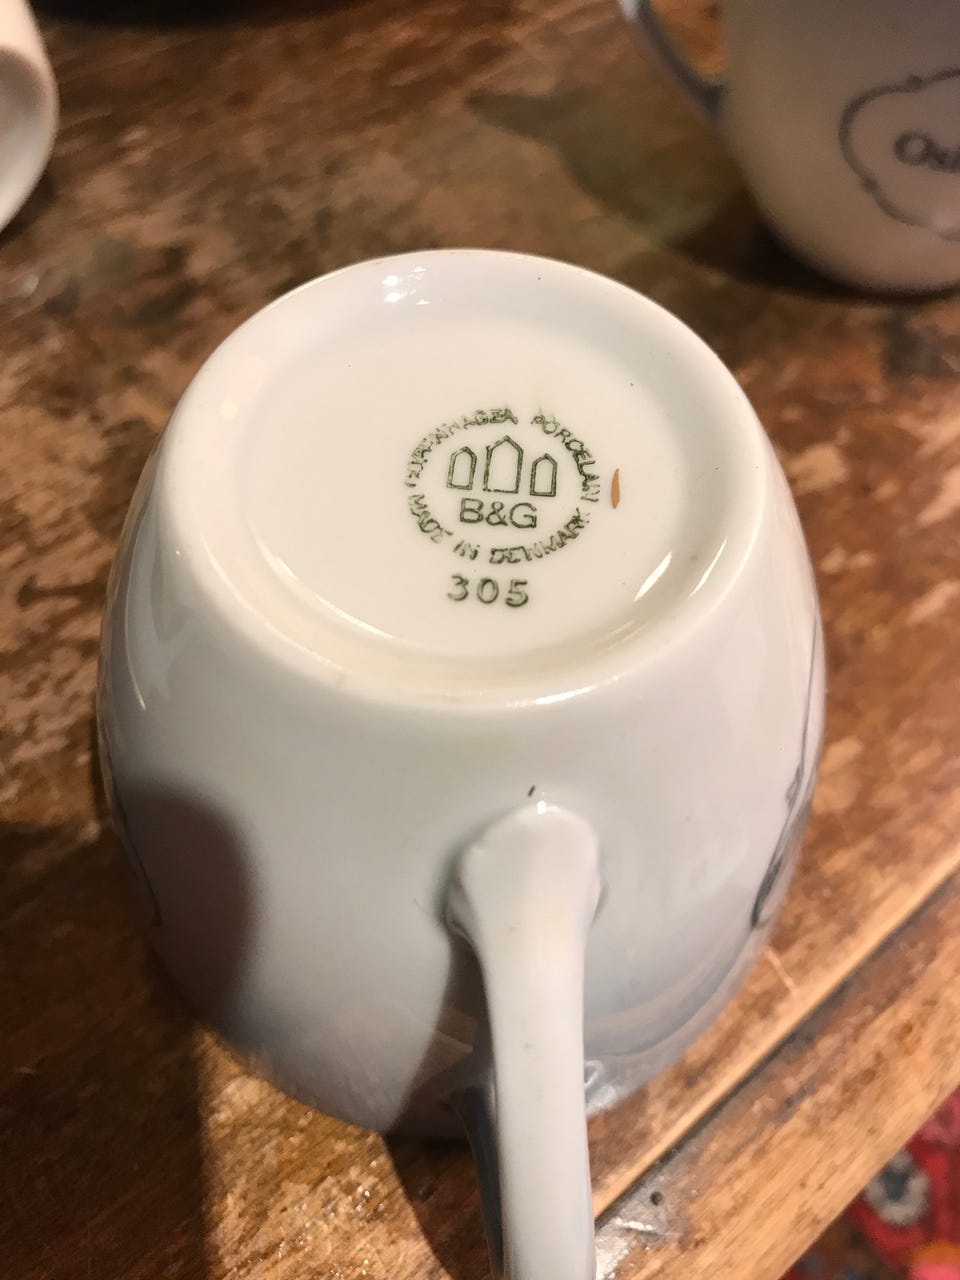 COPENHAGEN PORCELAIN
B&G
MADE IN DENMARK
305